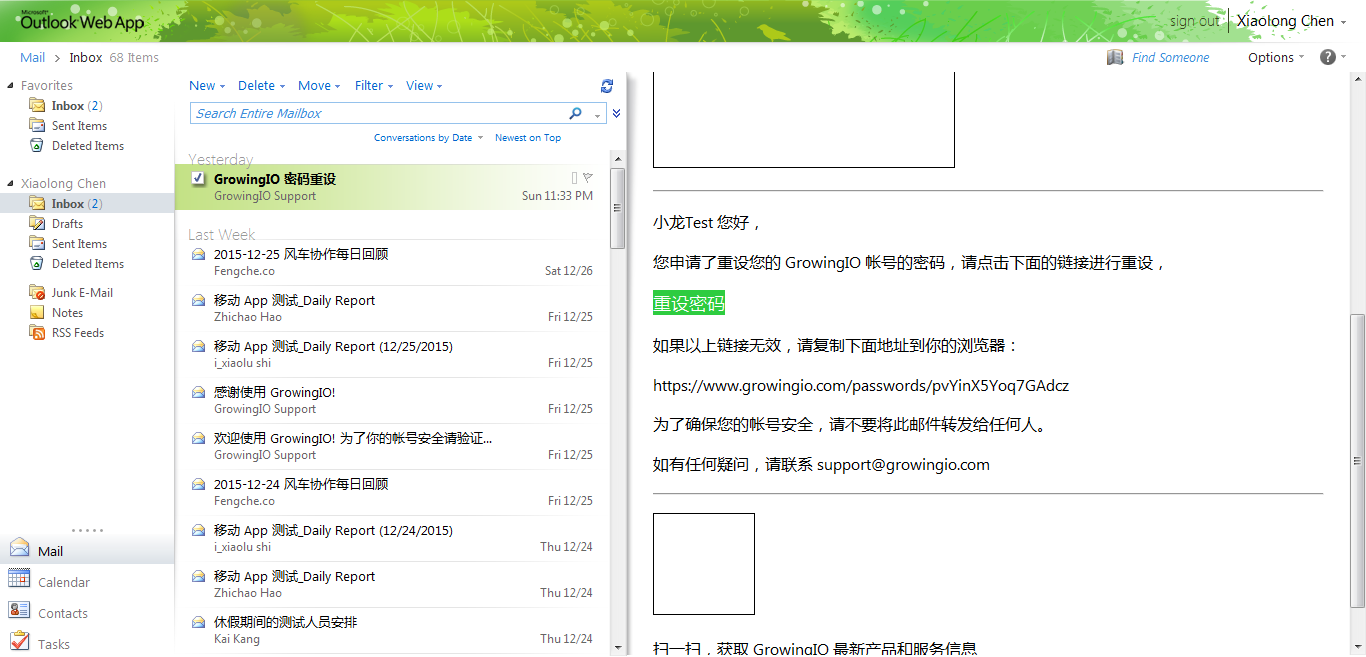 Microsoft
Outlook Web App
sign out
Xiaolong Chen
Mail > Inbox 68 Items
Find Someone
Options
Favorites
Inbox (2)
Sent Items
Deleted Items
Xiaolong Chen
Inbox (2)
Drafts
Sent Items
Deleted Items
Junk E-Mail
Notes
RSS Feeds
Mail
Calendar
Contacts
Tasks
New Delete Move Filter View
Search Entire Mailbox
Conversations by Date Newest on Top
Yesterday
GrowingIO 密码重设
GrowingIO Support Sun 11:33 PM
Last Week
2015-12-25 风车协作每日回顾
Fengche.co Sat 12/26
移动 App 测试_Daily Report
Zhichao Hao Fri 12/25
移动 App 测试_Daily Report (12/25/2015)
i_xiaolu shi Fri 12/25
感谢使用 GrowingIO!
GrowingIO Support Fri 12/25
欢迎使用 GrowingIO! 为了你的帐号安全请验证...
GrowingIO Support Fri 12/25
2015-12-24 风车协作每日回顾
Fengche.co Fri 12/25
移动 App 测试_Daily Report (12/24/2015)
i_xiaolu shi Thu 12/24
移动 App 测试_Daily Report
Zhichao Hao Thu 12/24
休假期间的测试人员安排
Kai Kang Thu 12/24
小龙Test 您好，
您申请了重设您的 GrowingIO 帐号的密码，请点击下面的链接进行重设，
重设密码
如果以上链接无效，请复制下面地址到你的浏览器：
https://www.growingio.com/passwords/pvYinX5Yoq7GAdcz
为了确保您的帐号安全，请不要将此邮件转发给任何人。
如有任何疑问，请联系 support@growingio.com
扫一扫，获取 GrowingIO 最新产品和服务信息